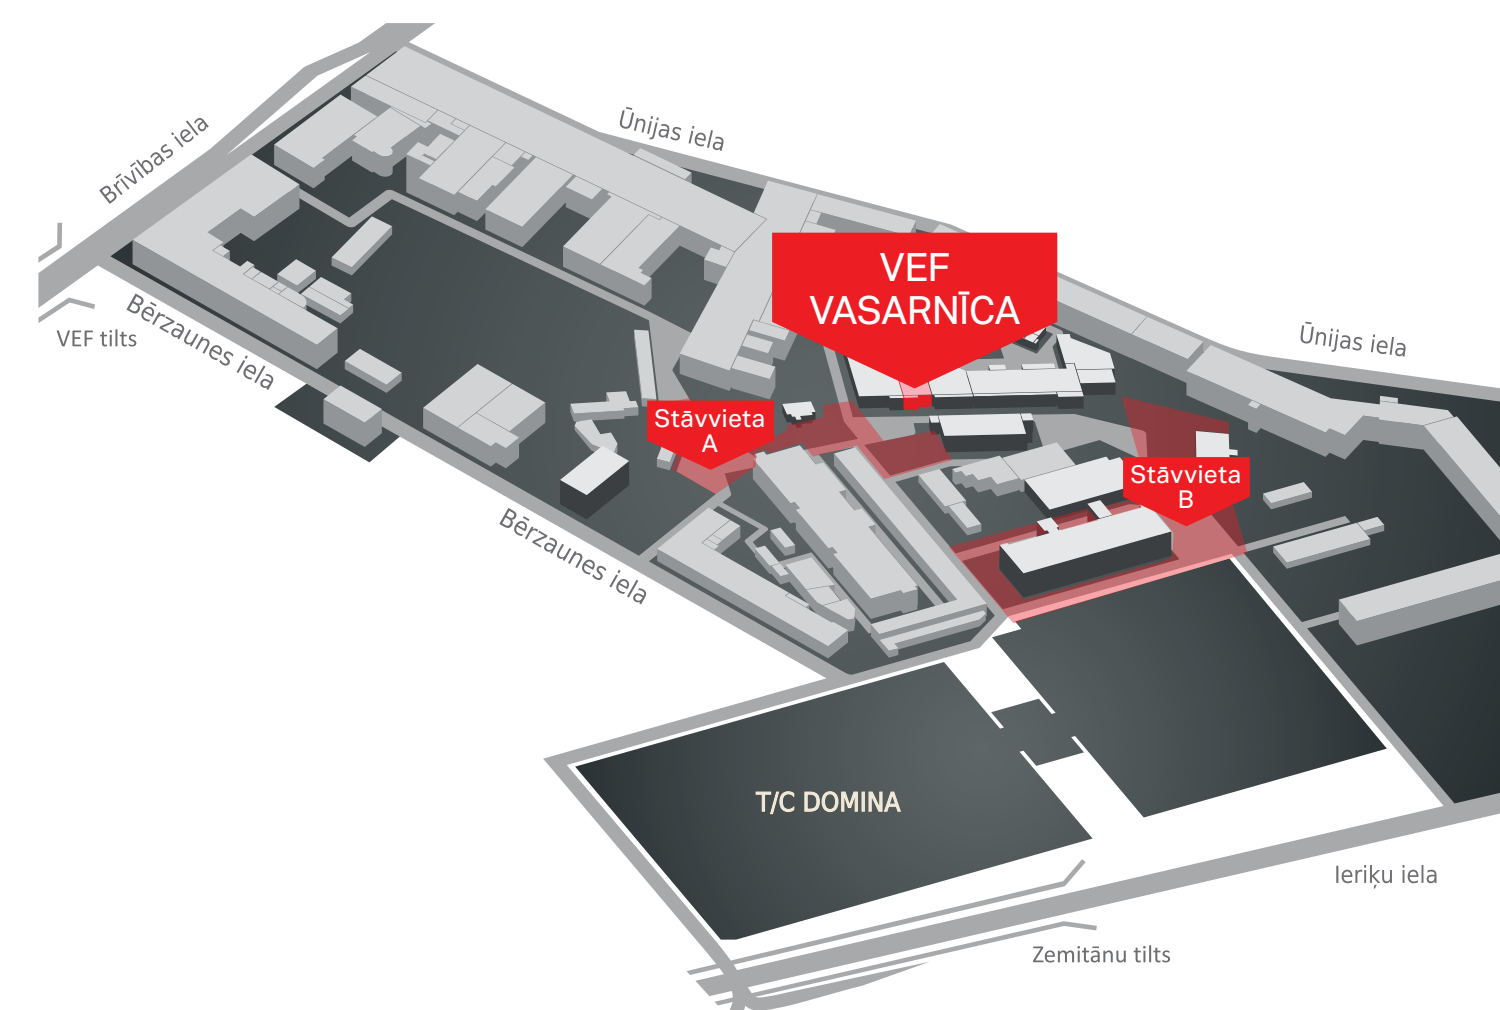 Brīvības iela
Ūnijas iela
VEF
VASARNĪCA
VEF tilts
Bērzaunes iela
Ūnijas iela
Stāvvieta
A
Stāvvieta
B
Bērzaunes iela
T/C DOMINA
Ieriķu iela
Zemitānu tilts